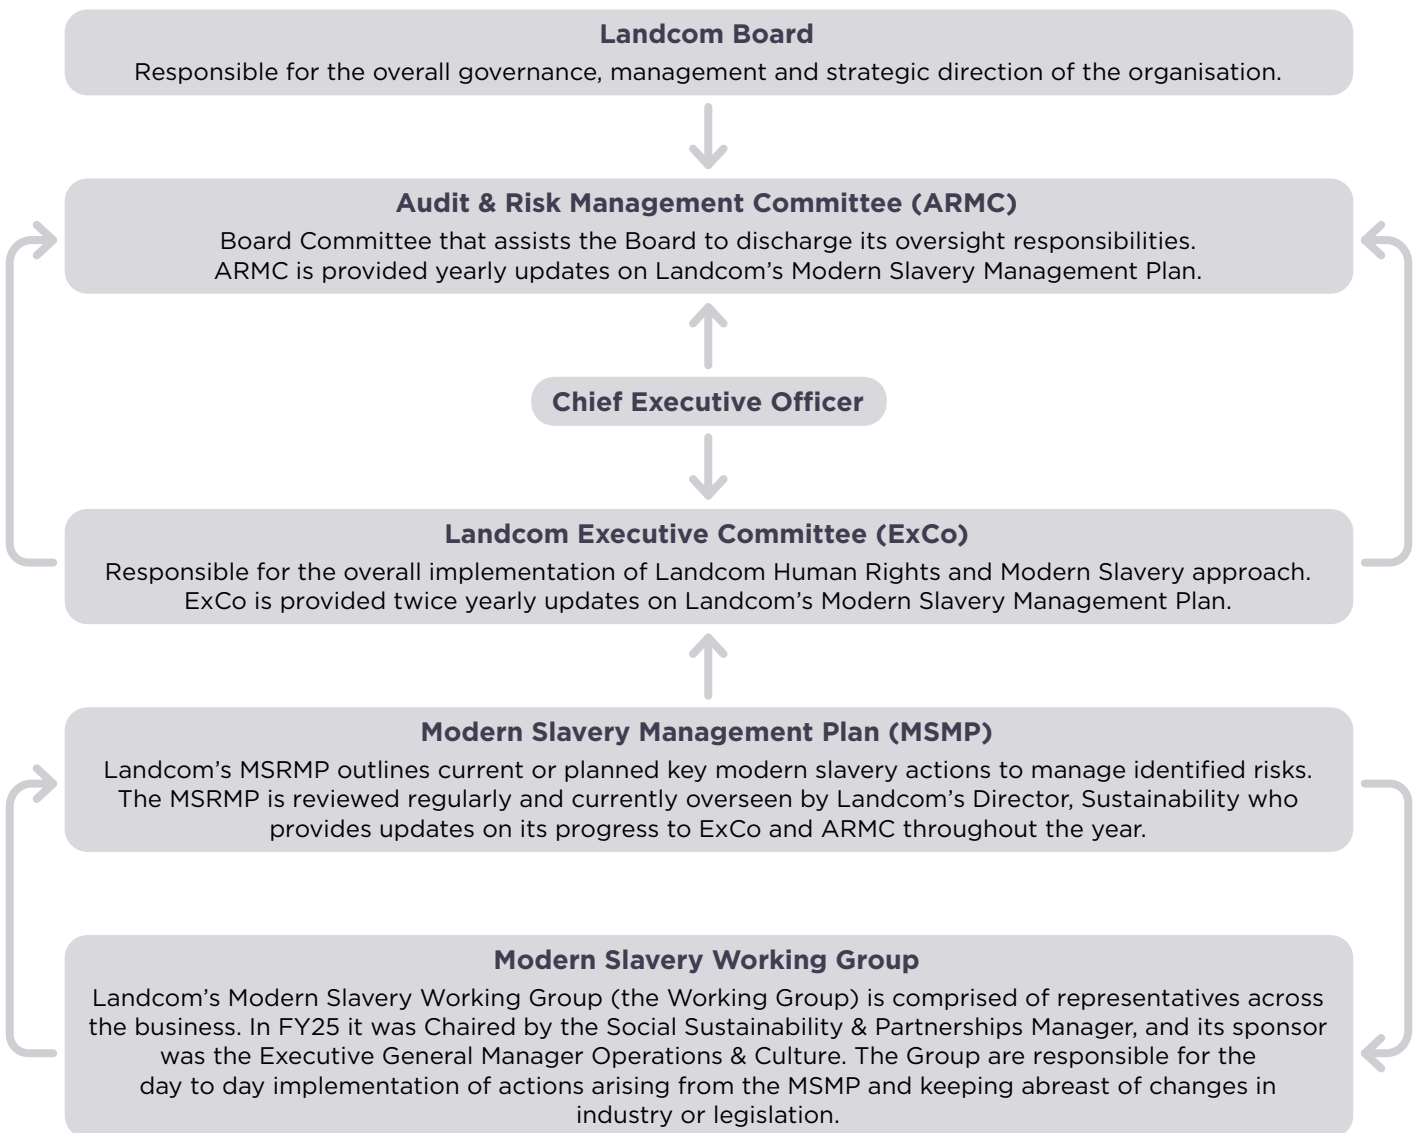 Landcom Board
Responsible for the overall governance, management and strategic direction of the organisation.
Audit & Risk Management Committee (ARMC)
Board Committee that assists the Board to discharge its oversight responsibilities.
ARMC is provided yearly updates on Landcom’s Modern Slavery Management Plan.
Chief Executive Officer
Landcom Executive Committee (ExCo)
Responsible for the overall implementation of Landcom Human Rights and Modern Slavery approach.
ExCo is provided twice yearly updates on Landcom’s Modern Slavery Management Plan.
Modern Slavery Management Plan (MSMP)
Landcom’s MSRMP outlines current or planned key modern slavery actions to manage identified risks.
The MSRMP is reviewed regularly and currently overseen by Landcom’s Director, Sustainability who
provides updates on its progress to ExCo and ARMC throughout the year.
Modern Slavery Working Group
Landcom’s Modern Slavery Working Group (the Working Group) is comprised of representatives across
the business. In FY25 it was Chaired by the Social Sustainability & Partnerships Manager, and its sponsor
was the Executive General Manager Operations & Culture. The Group are responsible for the
day to day implementation of actions arising from the MSMP and keeping abreast of changes in
industry or legislation.